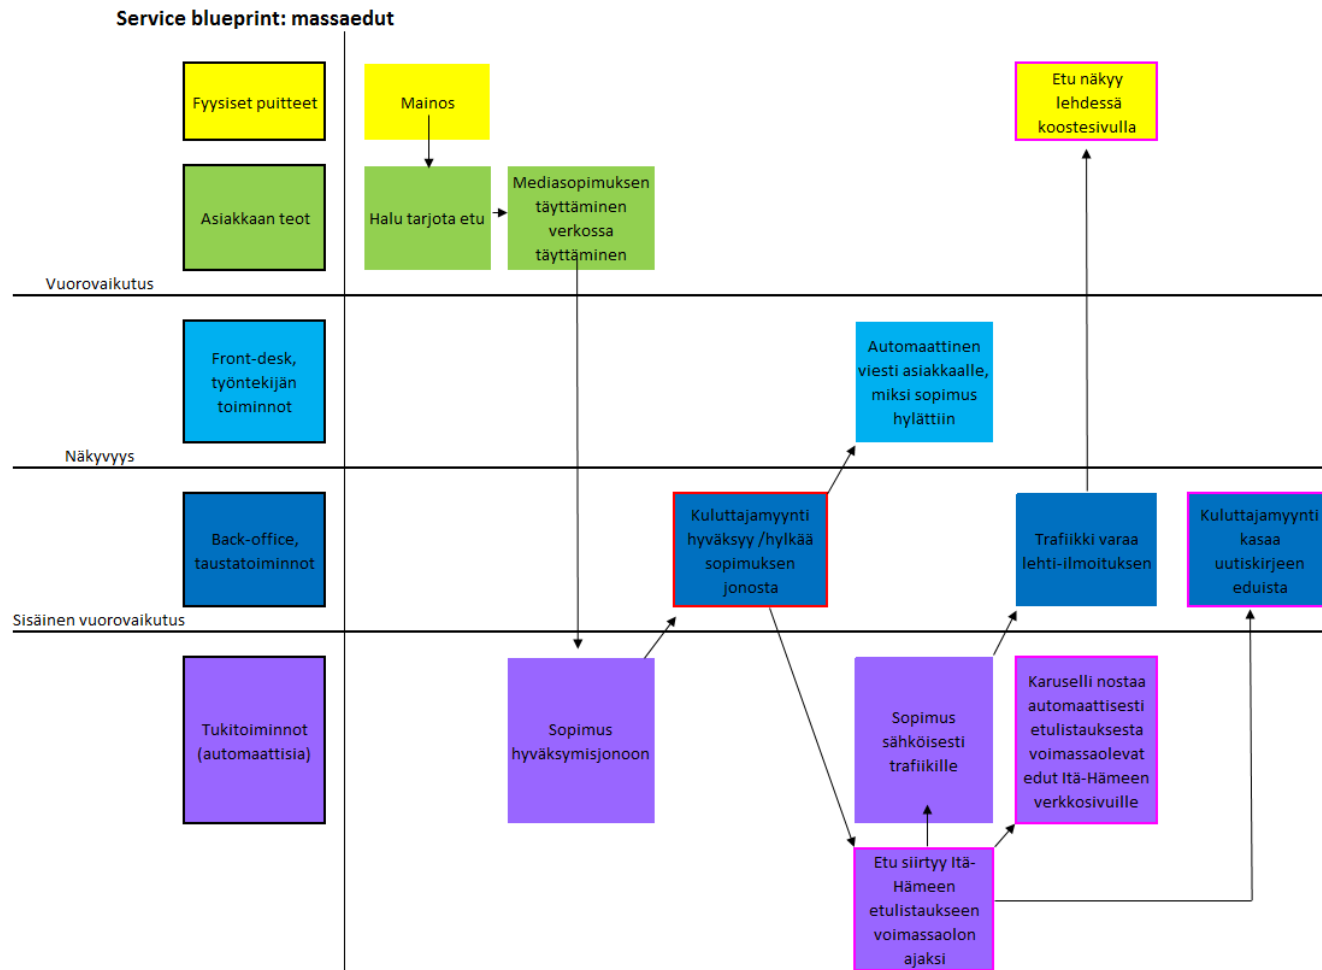 Service blueprint: massaedut
Fyysiset puitteet
Mainos
Etu näkyy
lehdessä
koostesivulla
Asiakkaan teot
Halu tarjota etu
Mediasopimuksen
täyttäminen
verkossa
täyttäminen
Vuorovaikutus
Front-desk,
työntekijän
toiminnot
Automaattinen
viesti asiakkaalle,
miksi sopimus
hylättiin
Näkyvyys
Back-office,
taustatoiminnot
Kuluttajamyynti
hyväksyy /hylkää
sopimuksen
jonosta
Trafiikki varaa
lehti-ilmoituksen
Kuluttajamyynti
kasaa
uutiskirjeen
eduista
Sisäinen vuorovaikutus
Tukitoiminnot
(automaattisia)
Sopimus
hyväksymisjonoon
Sopimus
sähköisesti
trafiikille
Karuselli nostaa
automaattisesti
etulistauksesta
voimassaolevat
edut Itä-Hämeen
verkkosivuille
Etu siirtyy Itä-
Hämeen
etulistaukseen
voimassaolon
ajaksi